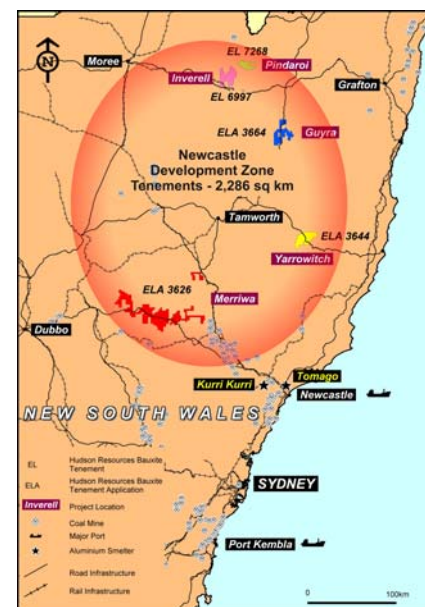 EL 7268
Moree
Pindaroi
N
Inverell
Grafton
EL 6997
ELA 3664
Guyra
Newcastle
Development Zone
Tenements - 2,286 sq km
Tamworth
ELA 3644
Yarrowitch
ELA 3626
Merriwa
Dubbo
Kurri Kurri
Tomago
Newcastle
NEW SOUTH WALES
EL
Hudson Resources Bauxite
Tenement
ELA
Hudson Resources Bauxite
Tenement Application
SYDNEY
Inverell
Project Location
Coal Mine
Major Port
Port Kembla
Aluminium Smelter
Road Infrastructure
Rail Infrastructure
0 100km